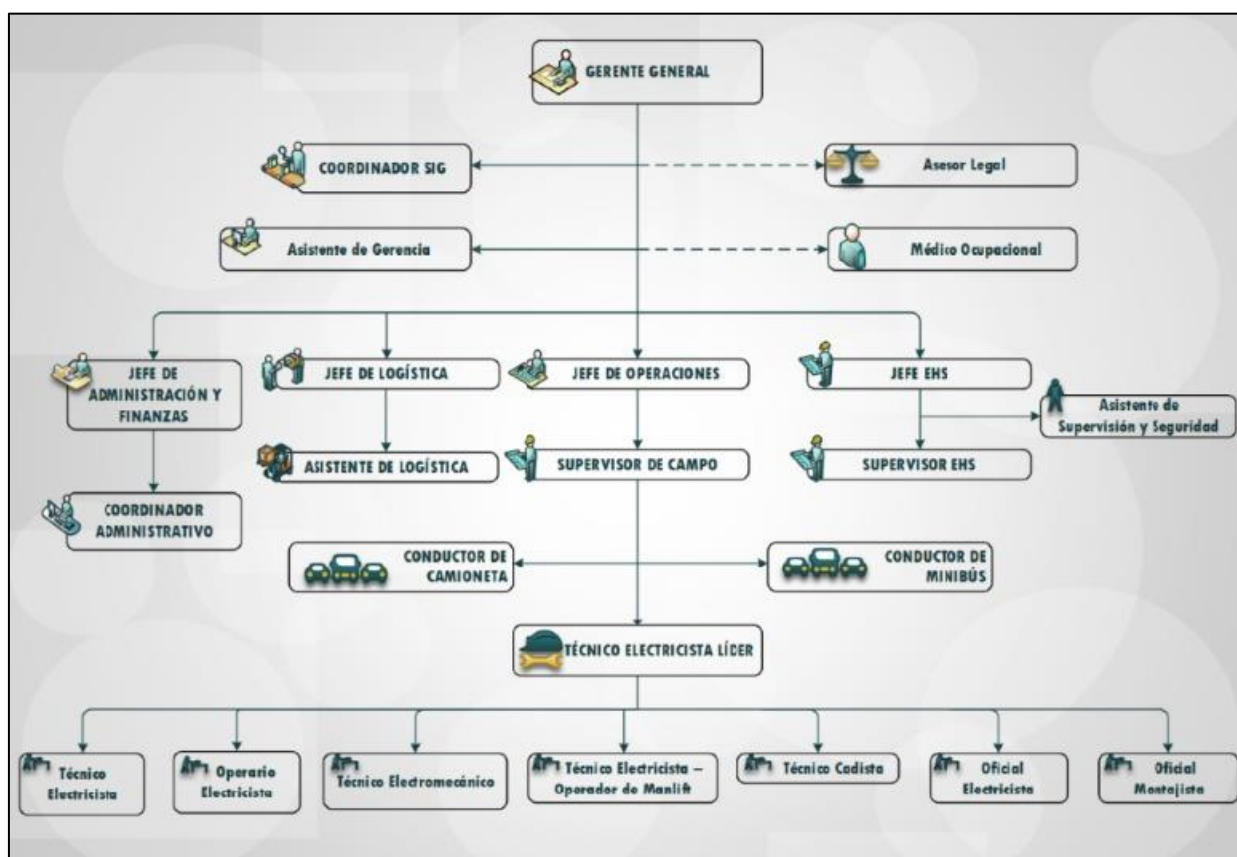 GERENTE GENERAL
COORDINADOR SIG
Asesor Legal
Asistente de Gerencia
Médico Ocupacional
JEFE DE
ADMINISTRACIÓN Y
FINANZAS
JEFE DE LOGÍSTICA
JEFE DE OPERACIONES
JEFE EHS
Asistente de
Supervisión y Seguridad
ASISTENTE DE LOGÍSTICA
SUPERVISOR DE CAMPO
SUPERVISOR EHS
COORDINADOR
ADMINISTRATIVO
CONDUCTOR DE
CAMIONETA
CONDUCTOR DE
MINIBÚS
TÉCNICO ELECTRICISTA LÍDER
Técnico
Electricista
Operario
Electricista
Técnico Electromecánico
Técnico Electricista –
Operador de Manlift
Técnico Cadista
Oficial
Electricista
Oficial
Montajista